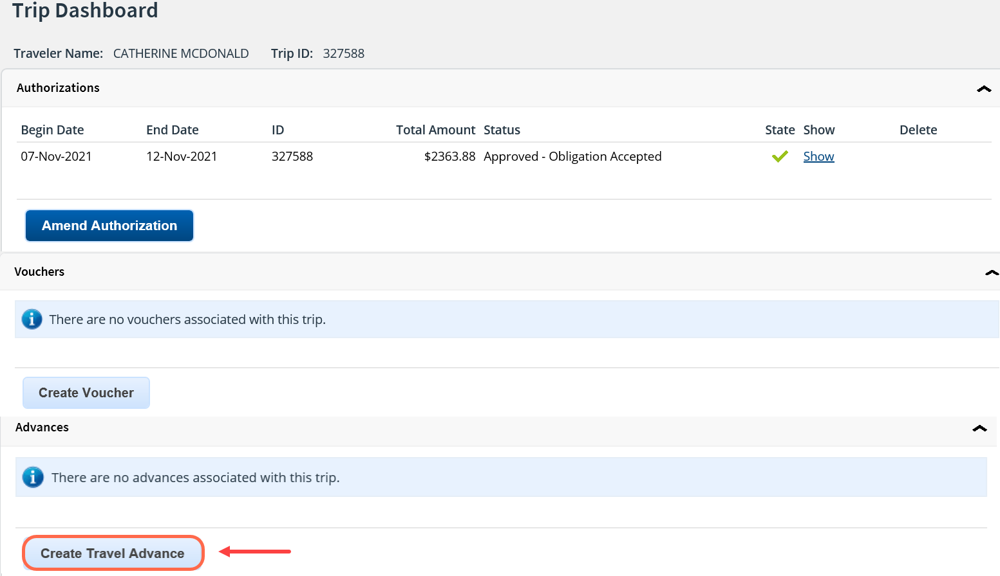 Trip Dashboard
Traveler Name: CATHERINE MCDONALD Trip ID: 327588
Authorizations
Begin Date End Date ID Total Amount Status State Show Delete
07-Nov-2021 12-Nov-2021 327588 $2363.88 Approved - Obligation Accepted Show
Amend Authorization
Vouchers
There are no vouchers associated with this trip.
Create Voucher
Advances
There are no advances associated with this trip.
Create Travel Advance